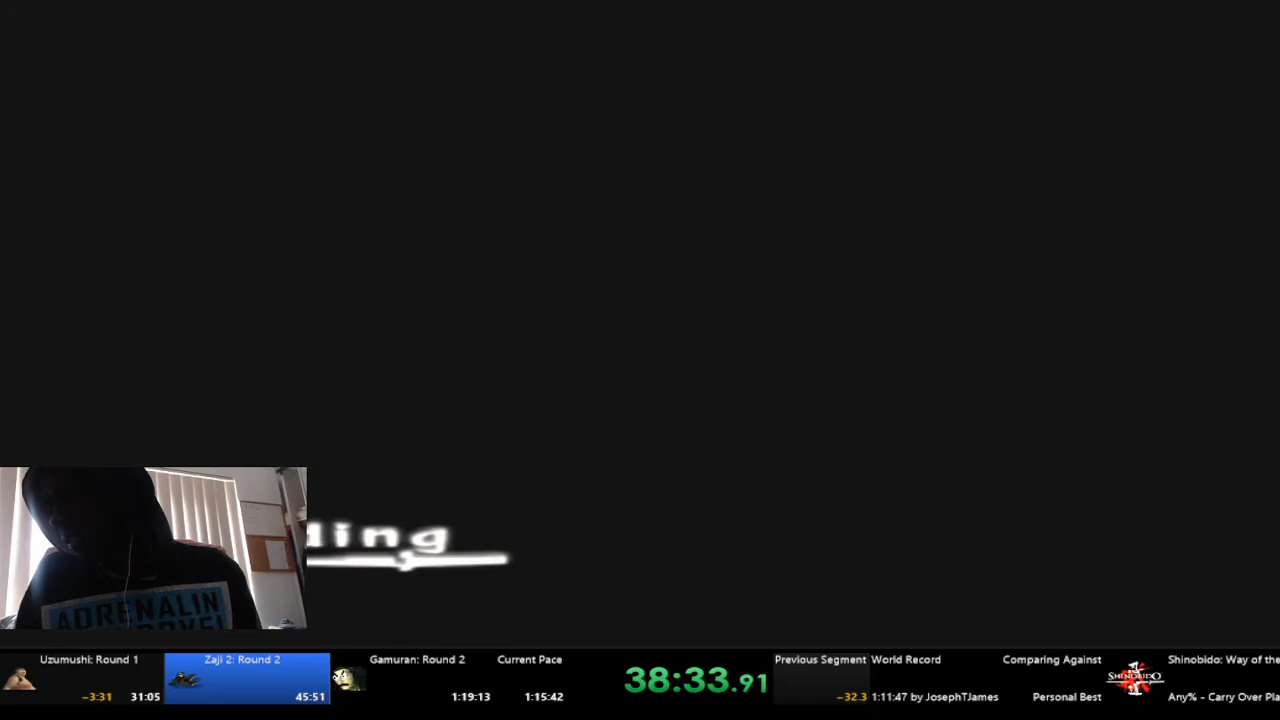 ding
ADRENALIN
Uzumushi: Round 1
−3:31 31:05
Zaji 2: Round 2
45:51
Gamuran: Round 2
1:19:13
Current Pace
1:15:42
38:33.91
Previous Segment
−32.3
World Record
1:11:47 by JosephTJames
Comparing Against
Personal Best
SHINOBIDO
Shinobido: Way of the
Any% - Carry Over Pla